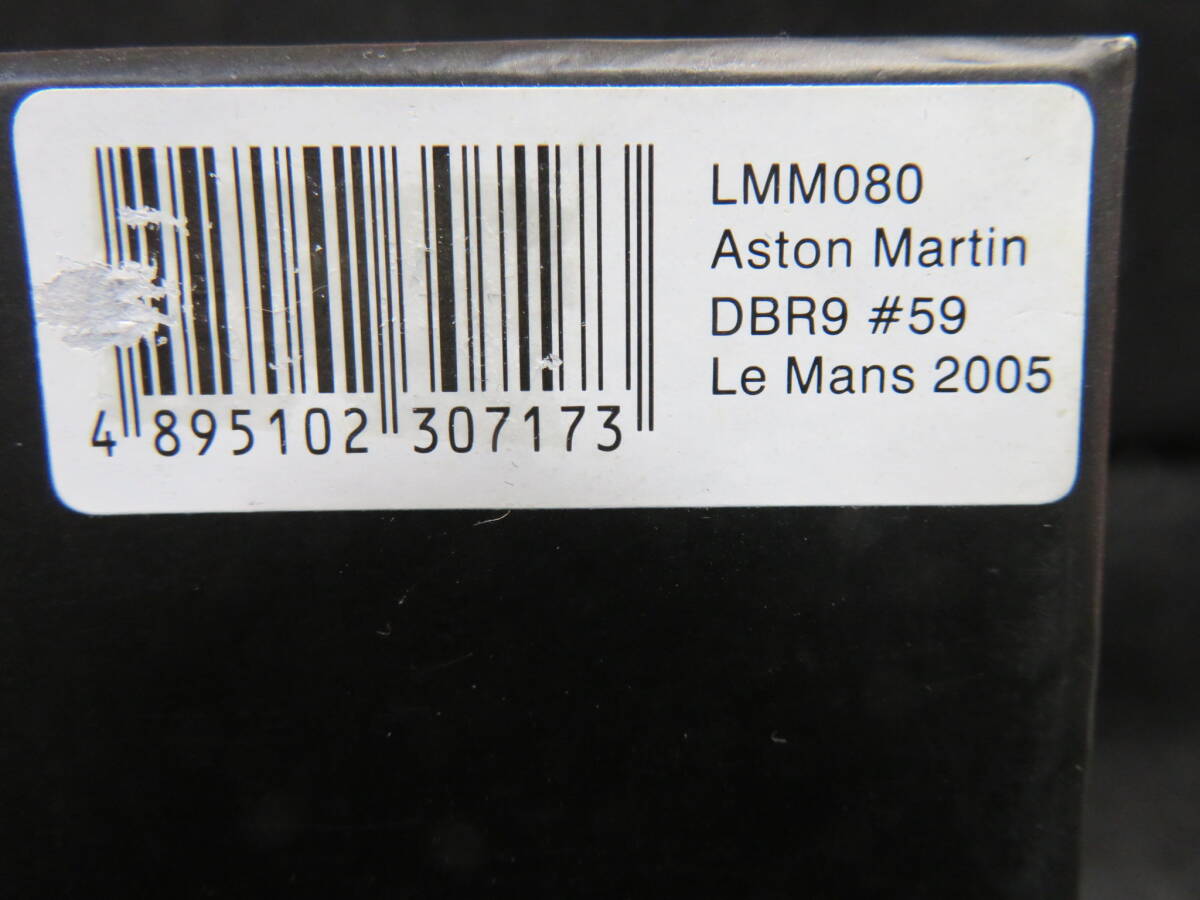 LMM080
Aston Martin
DBR9 #59
Le Mans 2005
4 895102 307173